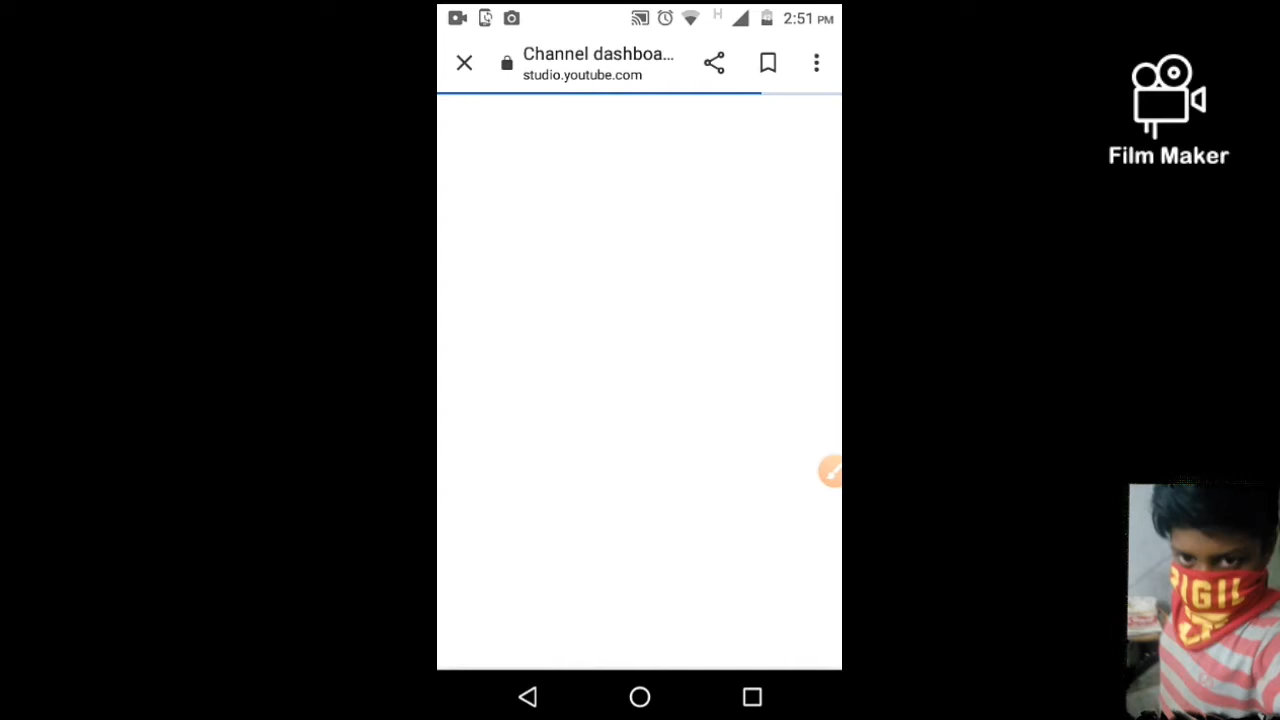 H
2:51 PM
Channel dashboa...
studio.youtube.com
Film Maker